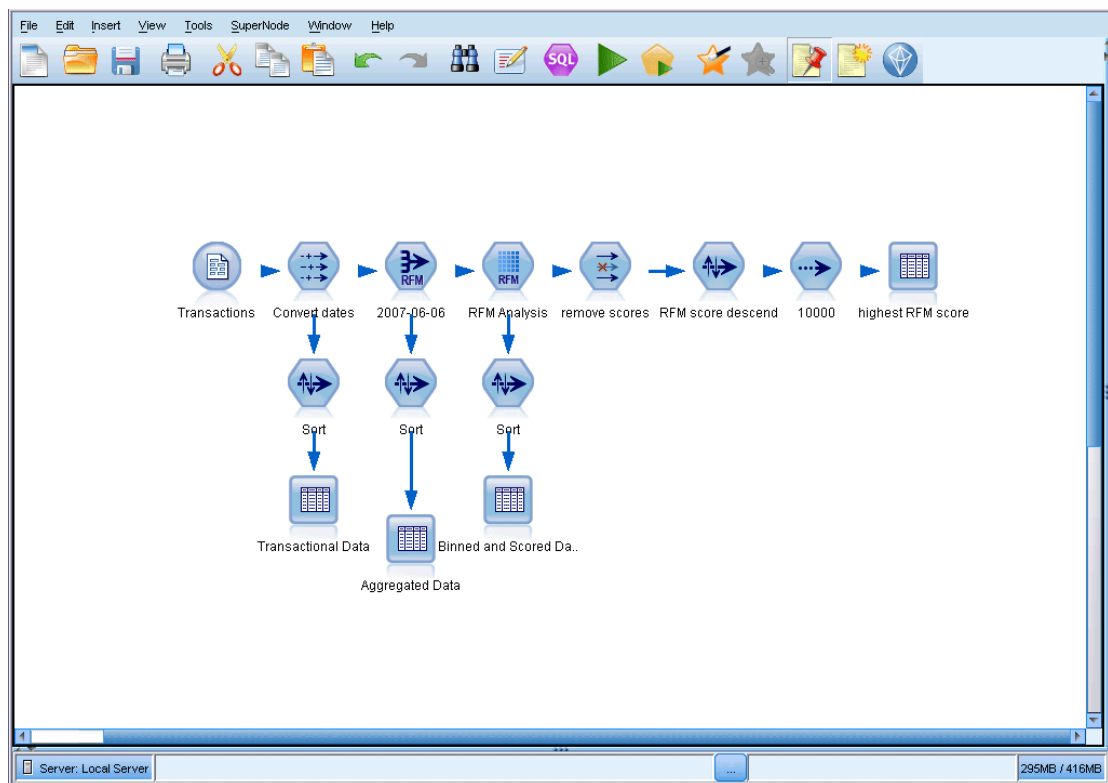 File Edit Insert View Tools SuperNode Window Help
SQL
RFM
RFM
Transactions Convert dates 2007-06-06 RFM Analysis remove scores RFM score descend 10000 highest RFM score
Sort Sort Sort
Transactional Data Binned and Scored Da..
Aggregated Data
Server: Local Server ... 295MB / 416MB